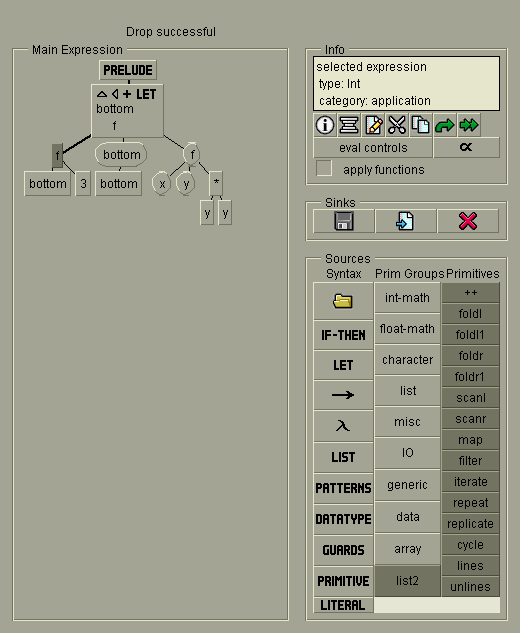 Drop successful
Main Expression
PRELUDE
+ LET
bottom
f
f
bottom
f
bottom
3
bottom
x
y
*
y
y
Info
selected expression
type: Int
category: application
eval controls
∝
apply functions
Sinks
Sources
Syntax
Prim Groups
Primitives
IF-THEN
LET
→
λ
LIST
PATTERNS
DATATYPE
GUARDS
PRIMITIVE
LITERAL
int-math
float-math
character
list
misc
IO
generic
data
array
list2
++
foldl
foldl1
foldr
foldr1
scanl
scanr
map
filter
iterate
repeat
replicate
cycle
lines
unlines